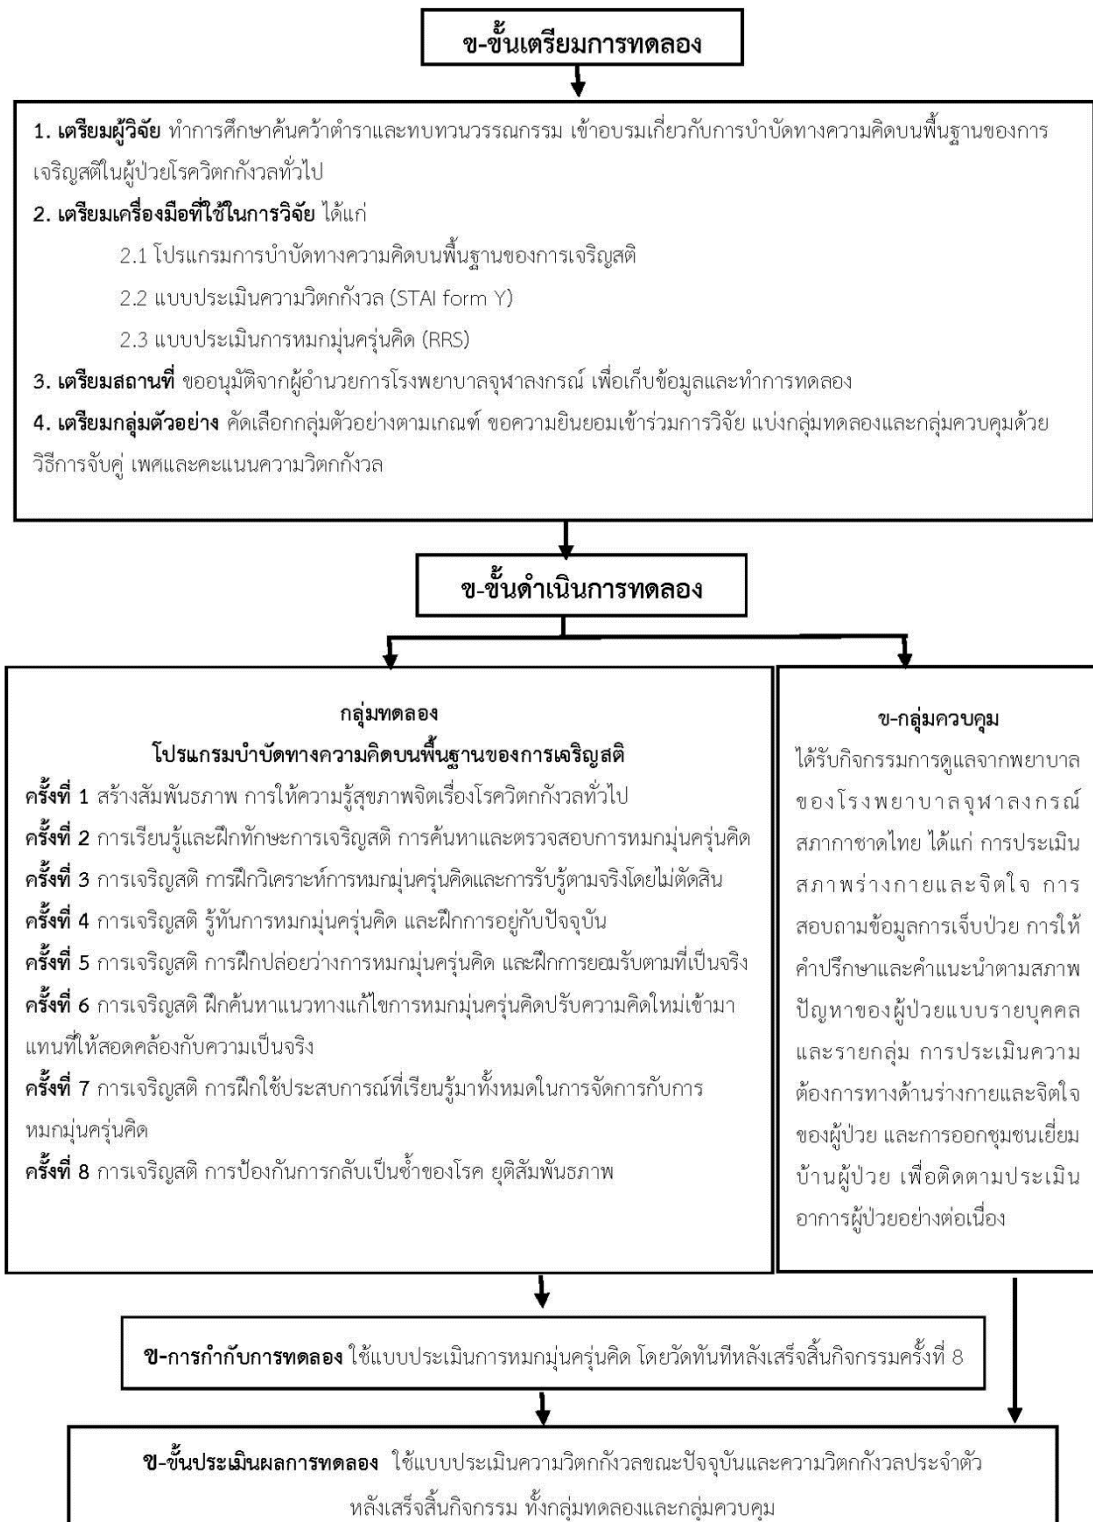 ข-ขั้นเตรียมการทดลอง
1. เตรียมผู้วิจัย ทำการศึกษาค้นคว้าตำราและทบทวนวรรณกรรม เข้าอบรมเกี่ยวกับการบำบัดทางความคิดบนพื้นฐานของการ
เจริญสติในผู้ป่วยโรควิตกกังวลทั่วไป
2. เตรียมเครื่องมือที่ใช้ในการวิจัย ได้แก่
2.1 โปรแกรมการบำบัดทางความคิดบนพื้นฐานของการเจริญสติ
2.2 แบบประเมินความวิตกกังวล (STAI form Y)
2.3 แบบประเมินการหมกมุ่นครุ่นคิด (RRS)
3. เตรียมสถานที่ ขออนุมัติจากผู้อำนวยการโรงพยาบาลจุฬาลงกรณ์ เพื่อเก็บข้อมูลและทำการทดลอง
4. เตรียมกลุ่มตัวอย่าง คัดเลือกกลุ่มตัวอย่างตามเกณฑ์ ขอความยินยอมเข้าร่วมการวิจัย แบ่งกลุ่มทดลองและกลุ่มควบคุมด้วย
วิธีการจับคู่ เพศและคะแนนความวิตกกังวล
ข-ขั้นดำเนินการทดลอง
กลุ่มทดลอง
โปรแกรมบำบัดทางความคิดบนพื้นฐานของการเจริญสติ
ครั้งที่ 1 สร้างสัมพันธภาพ การให้ความรู้สุขภาพจิตเรื่องโรควิตกกังวลทั่วไป
ครั้งที่ 2 การเรียนรู้และฝึกทักษะการเจริญสติ การค้นหาและตรวจสอบการหมกมุ่นครุ่นคิด
ครั้งที่ 3 การเจริญสติ การฝึกวิเคราะห์การหมกมุ่นครุ่นคิดและการรับรู้ตามจริงโดยไม่ตัดสิน
ครั้งที่ 4 การเจริญสติ รู้ทันการหมกมุ่นครุ่นคิด และฝึกการอยู่กับปัจจุบัน
ครั้งที่ 5 การเจริญสติ การฝึกปล่อยวางการหมกมุ่นครุ่นคิด และฝึกการยอมรับตามที่เป็นจริง
ครั้งที่ 6 การเจริญสติ ฝึกค้นหาแนวทางแก้ไขการหมกมุ่นครุ่นคิดปรับความคิดใหม่เข้ามา
แทนที่ให้สอดคล้องกับความเป็นจริง
ครั้งที่ 7 การเจริญสติ การฝึกใช้ประสบการณ์ที่เรียนรู้มาทั้งหมดในการจัดการกับการ
หมกมุ่นครุ่นคิด
ครั้งที่ 8 การเจริญสติ การป้องกันการกลับเป็นซ้ำของโรค ยุติสัมพันธภาพ
ข-กลุ่มควบคุม
ได้รับกิจกรรมการดูแลจากพยาบาล
ของโรงพยาบาลจุฬาลงกรณ์
สภากาชาดไทย ได้แก่ การประเมิน
สภาพร่างกายและจิตใจ การ
สอบถามข้อมูลการเจ็บป่วย การให้
คำปรึกษาและคำแนะนำตามสภาพ
ปัญหาของผู้ป่วยแบบรายบุคคล
และรายกลุ่ม การประเมินความ
ต้องการทางด้านร่างกายและจิตใจ
ของผู้ป่วย และการออกชุมชนเยี่ยม
บ้านผู้ป่วย เพื่อติดตามประเมิน
อาการผู้ป่วยอย่างต่อเนื่อง
ข-การกำกับการทดลอง ใช้แบบประเมินการหมกมุ่นครุ่นคิด โดยวัดทันทีหลังเสร็จสิ้นกิจกรรมครั้งที่ 8
ข-ขั้นประเมินผลการทดลอง ใช้แบบประเมินความวิตกกังวลขณะปัจจุบันและความวิตกกังวลประจำตัว
หลังเสร็จสิ้นกิจกรรม ทั้งกลุ่มทดลองและกลุ่มควบคุม